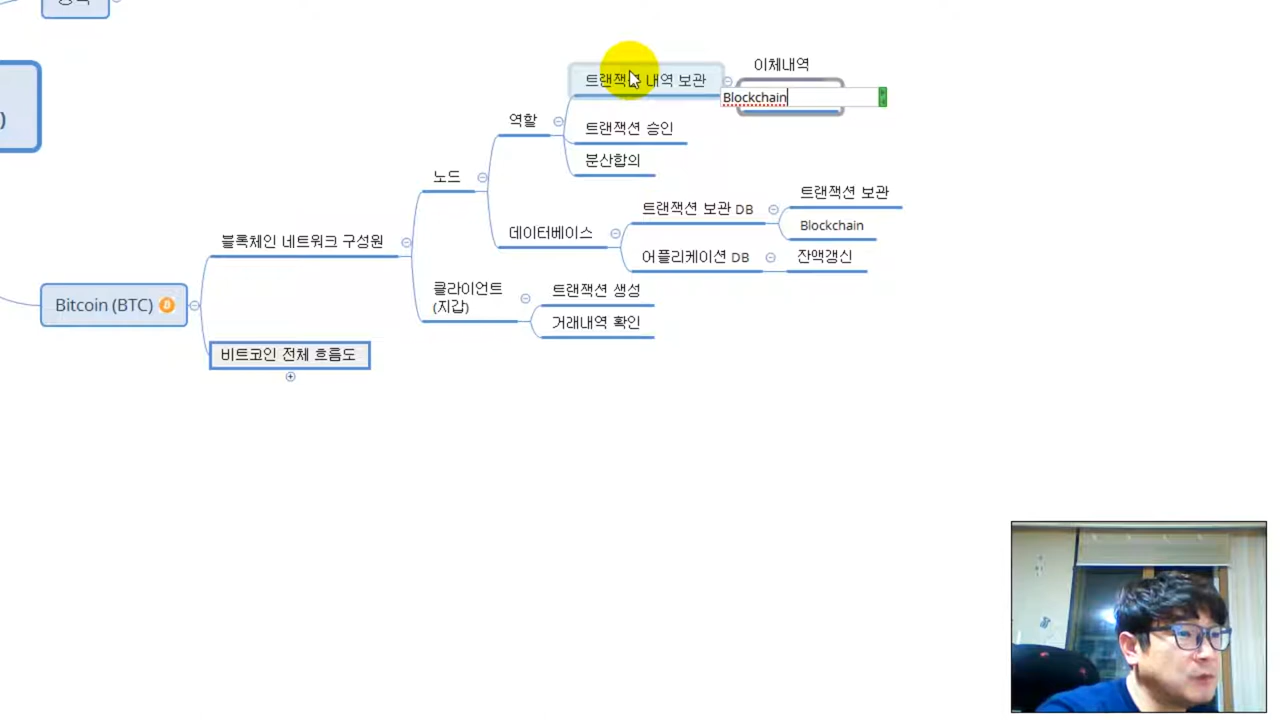 )
이체내역
트랜잭션 내역 보관
Blockchain
역할
트랜잭션 승인
분산합의
노드
트랜잭션 보관
트랜잭션 보관 DB
Blockchain
데이터베이스
블록체인 네트워크 구성원
어플리케이션 DB
잔액갱신
클라이언트
(지갑)
트랜잭션 생성
Bitcoin (BTC)
거래내역 확인
비트코인 전체 흐름도